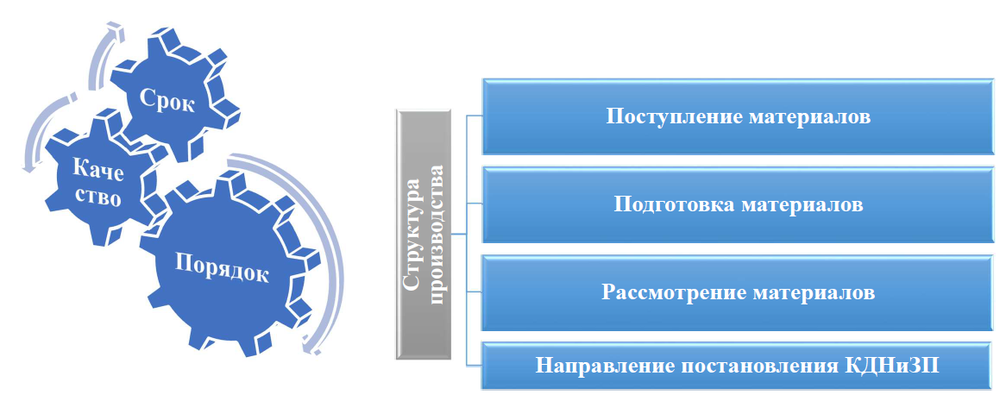 Срок
Каче
ство
Порядок
Структура
производства
Поступление материалов
Подготовка материалов
Рассмотрение материалов
Направление постановления КДНиЗП